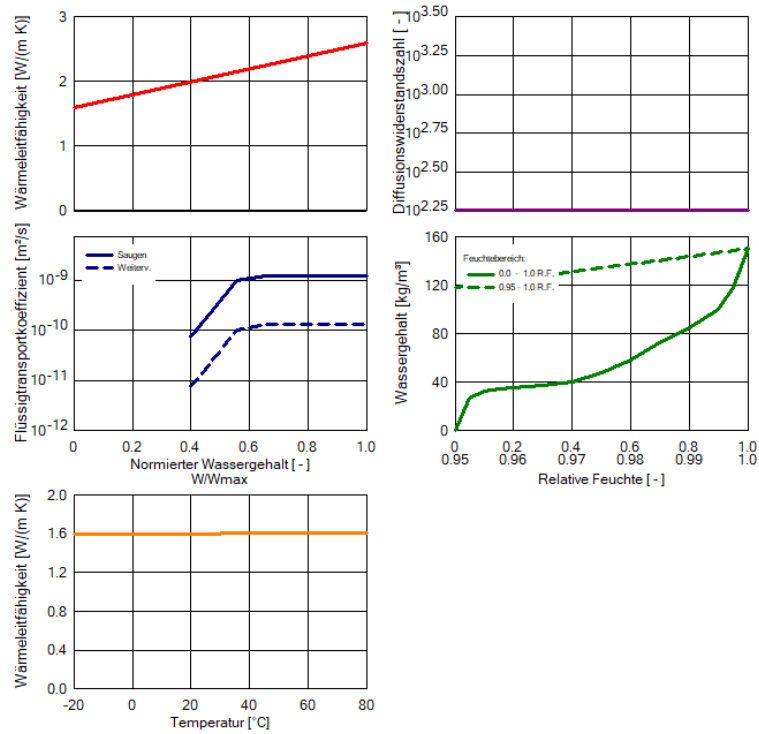 Wärmeleitfähigkeit [W/(m K)]
3
2
1
0
Diffusionswiderstandszahl [ - ]
10^3.50
10^3.25
10^3.00
10^2.75
10^2.50
10^2.25
Flüssigtransportkoeffizient [m²/s]
Saugen
Weiterv.
10^-9
10^-10
10^-11
10^-12
0 0.2 0.4 0.6 0.8 1.0
Normierter Wassergehalt [ - ]
W/Wmax
Wassergehalt [kg/m³]
160
120
80
40
0
Feuchtebereich:
0.0 - 1.0 R.F.
0.95 - 1.0 R.F.
0 0.2 0.4 0.6 0.8 1.0
0.95 0.96 0.97 0.98 0.99 1.0
Relative Feuchte [ - ]
Wärmeleitfähigkeit [W/(m K)]
2.0
1.6
1.2
0.8
0.4
0.0
-20 0 20 40 60 80
Temperatur [°C]